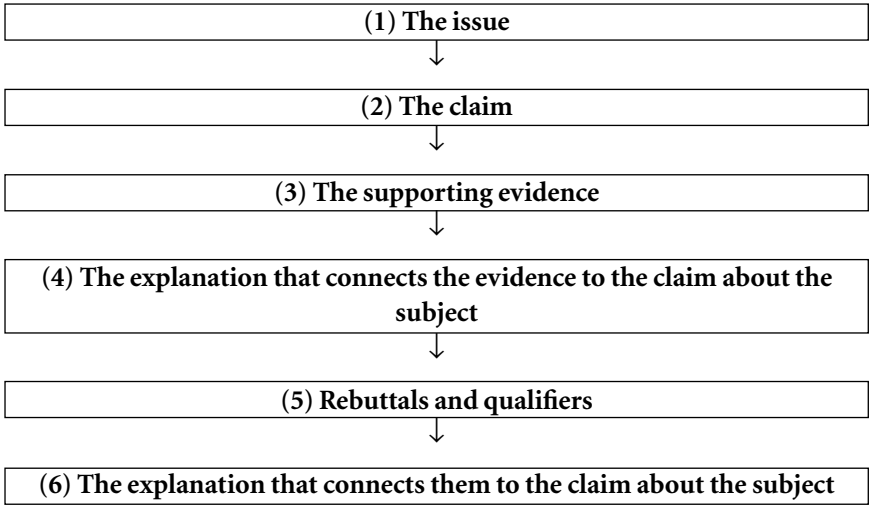 (1) The issue
↓
(2) The claim
↓
(3) The supporting evidence
↓
(4) The explanation that connects the evidence to the claim about the
subject
↓
(5) Rebuttals and qualifiers
↓
(6) The explanation that connects them to the claim about the subject